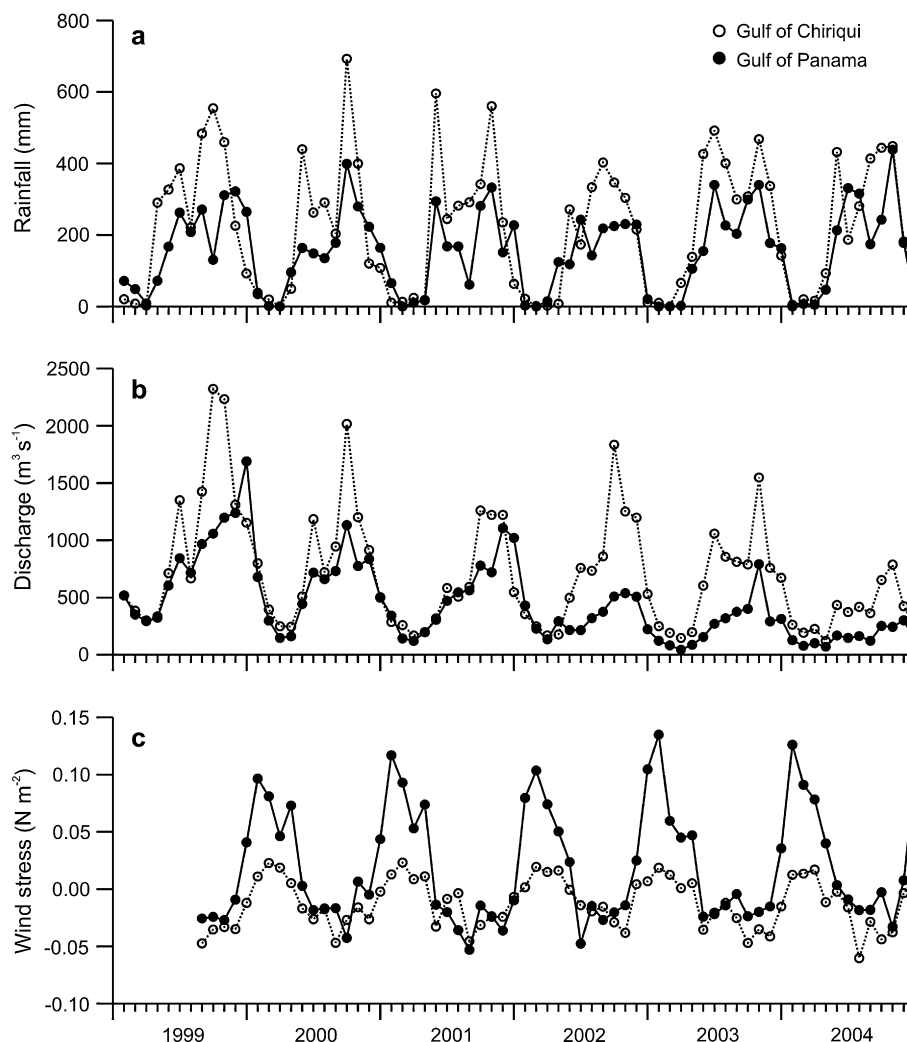 a
Gulf of Chiriqui
Gulf of Panama
Rainfall (mm)
800
600
400
200
0
b
Discharge (m³ s⁻¹)
2500
2000
1500
1000
500
0
c
Wind stress (N m⁻²)
0.15
0.10
0.05
0.00
-0.05
-0.10
1999 2000 2001 2002 2003 2004